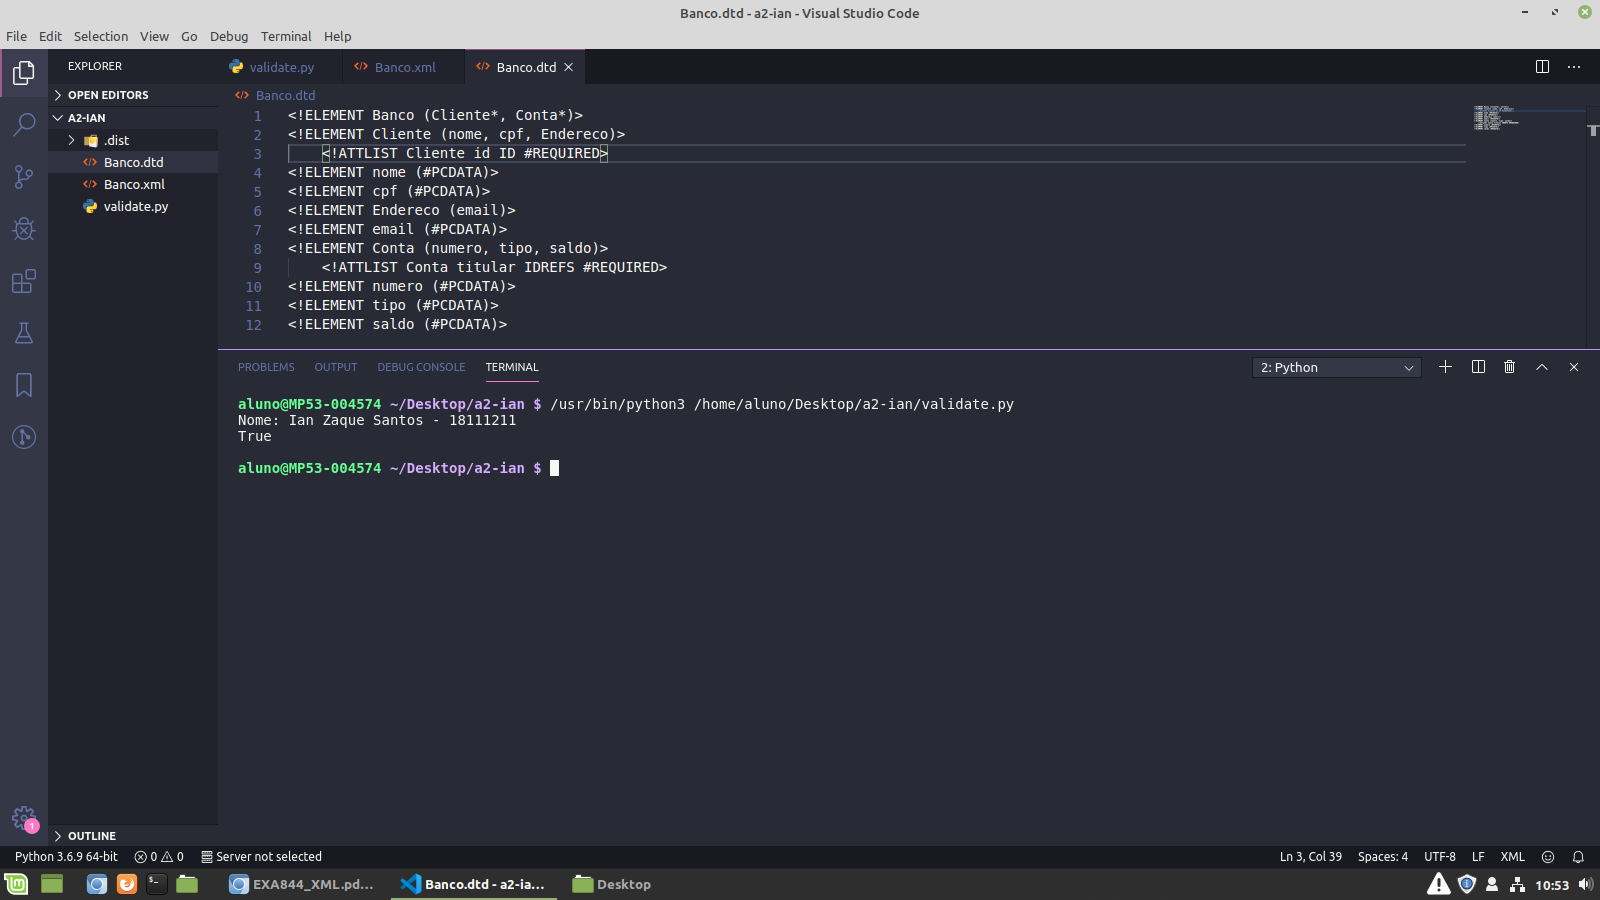 Banco.dtd - a2-ian - Visual Studio Code
File Edit Selection View Go Debug Terminal Help
EXPLORER
OPEN EDITORS
A2-IAN
.dist
Banco.dtd
Banco.xml
validate.py
OUTLINE
validate.py Banco.xml Banco.dtd
Banco.dtd
1 <!ELEMENT Banco (Cliente*, Conta*)>
2 <!ELEMENT Cliente (nome, cpf, Endereco)>
3 <!ATTLIST Cliente id ID #REQUIRED>
4 <!ELEMENT nome (#PCDATA)>
5 <!ELEMENT cpf (#PCDATA)>
6 <!ELEMENT Endereco (email)>
7 <!ELEMENT email (#PCDATA)>
8 <!ELEMENT Conta (numero, tipo, saldo)>
9 <!ATTLIST Conta titular IDREFS #REQUIRED>
10 <!ELEMENT numero (#PCDATA)>
11 <!ELEMENT tipo (#PCDATA)>
12 <!ELEMENT saldo (#PCDATA)>
PROBLEMS OUTPUT DEBUG CONSOLE TERMINAL 2: Python
aluno@MP53-004574 ~/Desktop/a2-ian $ /usr/bin/python3 /home/aluno/Desktop/a2-ian/validate.py
Nome: Ian Zaque Santos - 18111211
True
aluno@MP53-004574 ~/Desktop/a2-ian $
1
Python 3.6.9 64-bit 0 0 Server not selected Ln 3, Col 39 Spaces: 4 UTF-8 LF XML
EXA844_XML.pd... Banco.dtd - a2-ia... Desktop 10:53